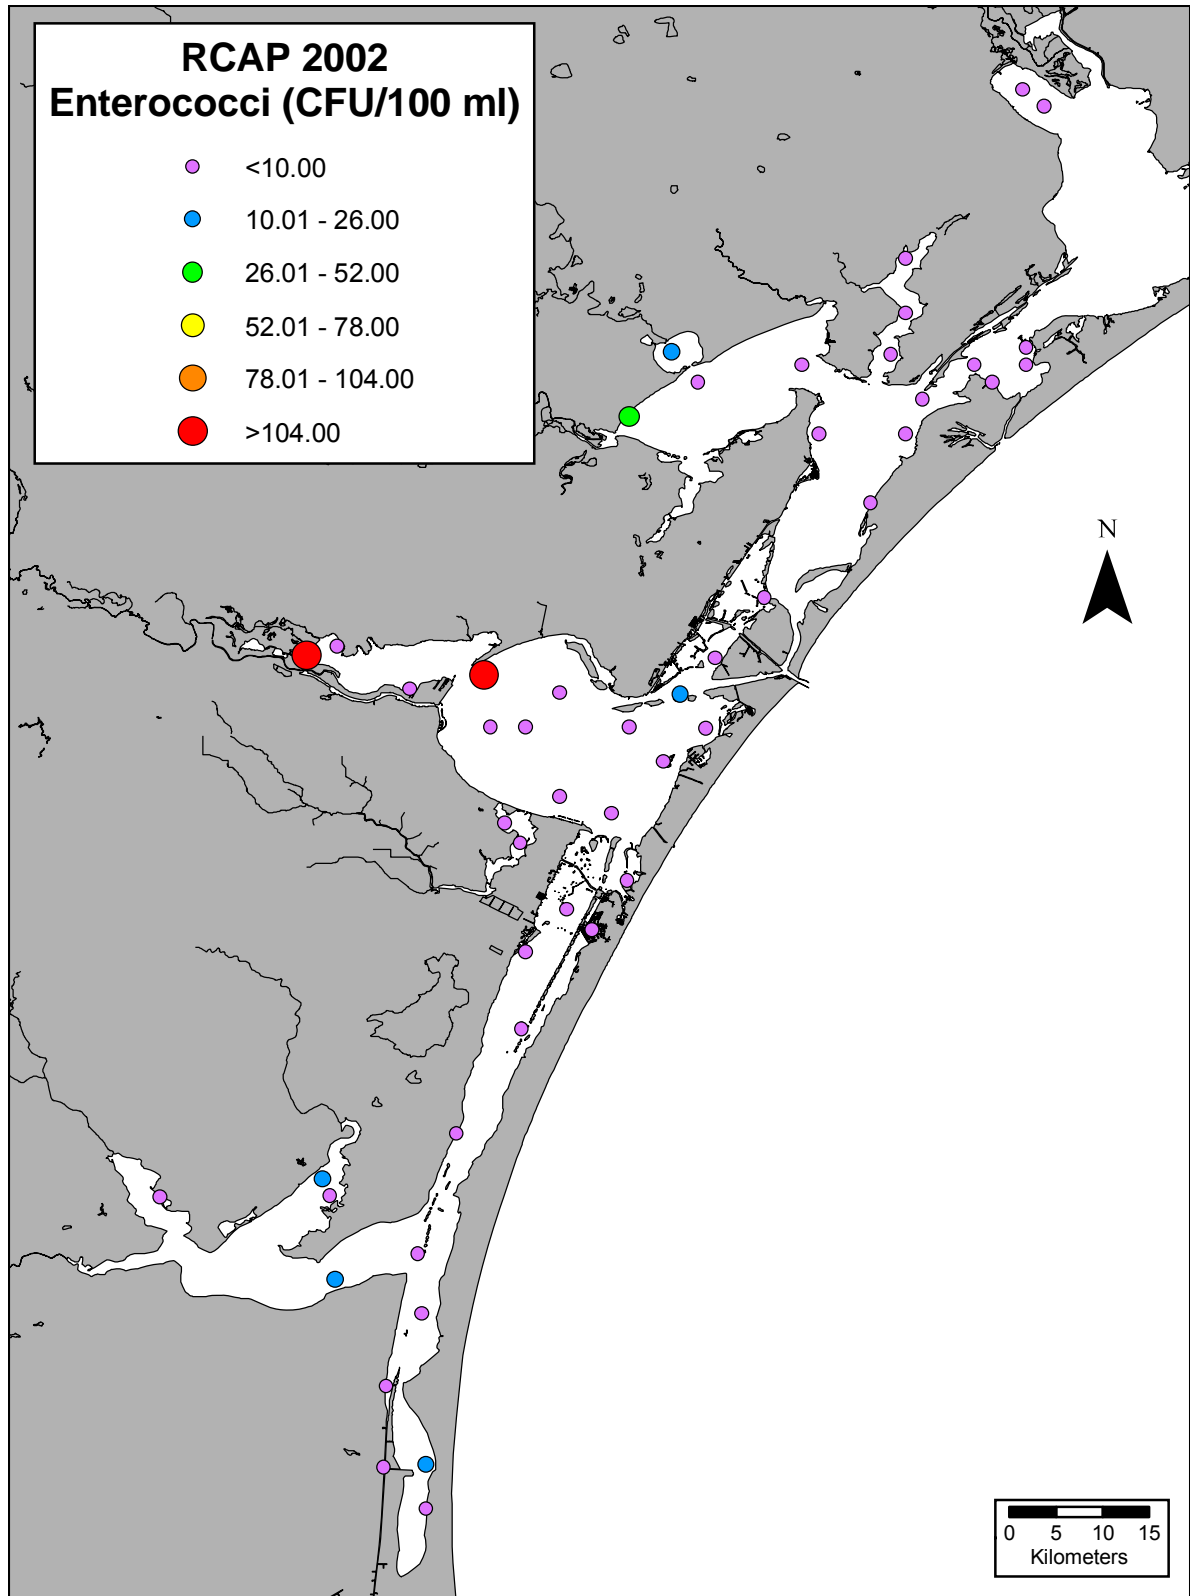 RCAP 2002
Enterococci (CFU/100 ml)
<10.00
10.01 - 26.00
26.01 - 52.00
52.01 - 78.00
78.01 - 104.00
>104.00
N
0 5 10 15
Kilometers